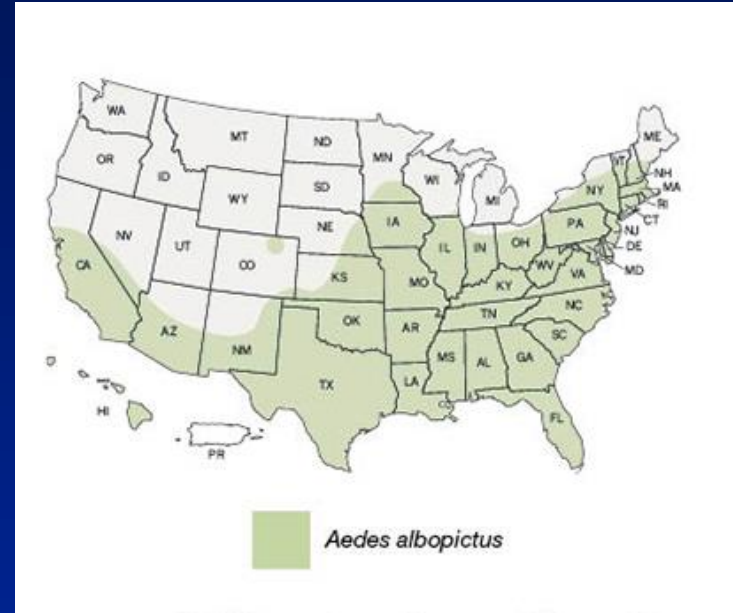 WA
MT
ND
MN
ME
OR
ID
SD
WI
MI
VT
NH
NY
MA
RI
CT
WY
NE
IA
PA
NJ
DE
MD
NV
UT
CO
IL
IN
OH
WV
VA
CA
KS
MO
KY
NC
AZ
NM
OK
AR
TN
SC
TX
LA
MS
AL
GA
FL
HI
PR
Aedes albopictus